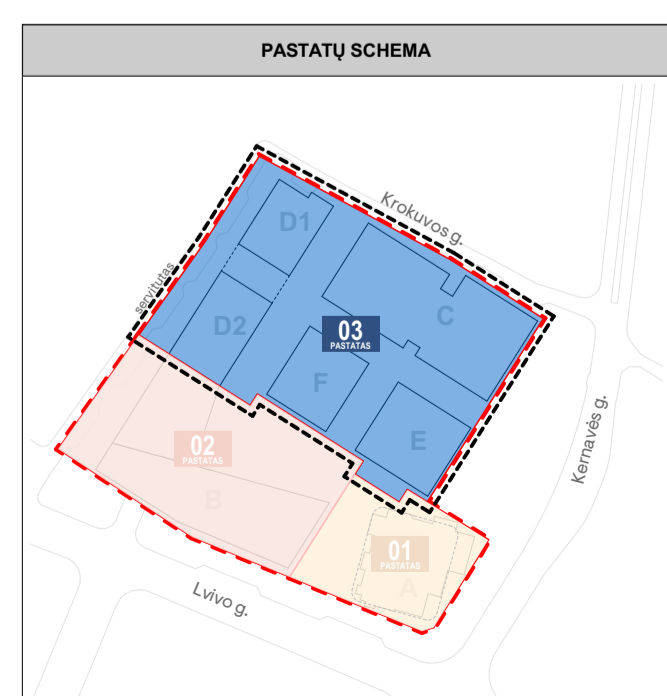 PASTATŲ SCHEMA
Krokuvos g.
D1
servitutas
C
D2
03
PASTATAS
F
Kernavės g.
E
02
PASTATAS
B
01
PASTATAS
A
Lvivo g.